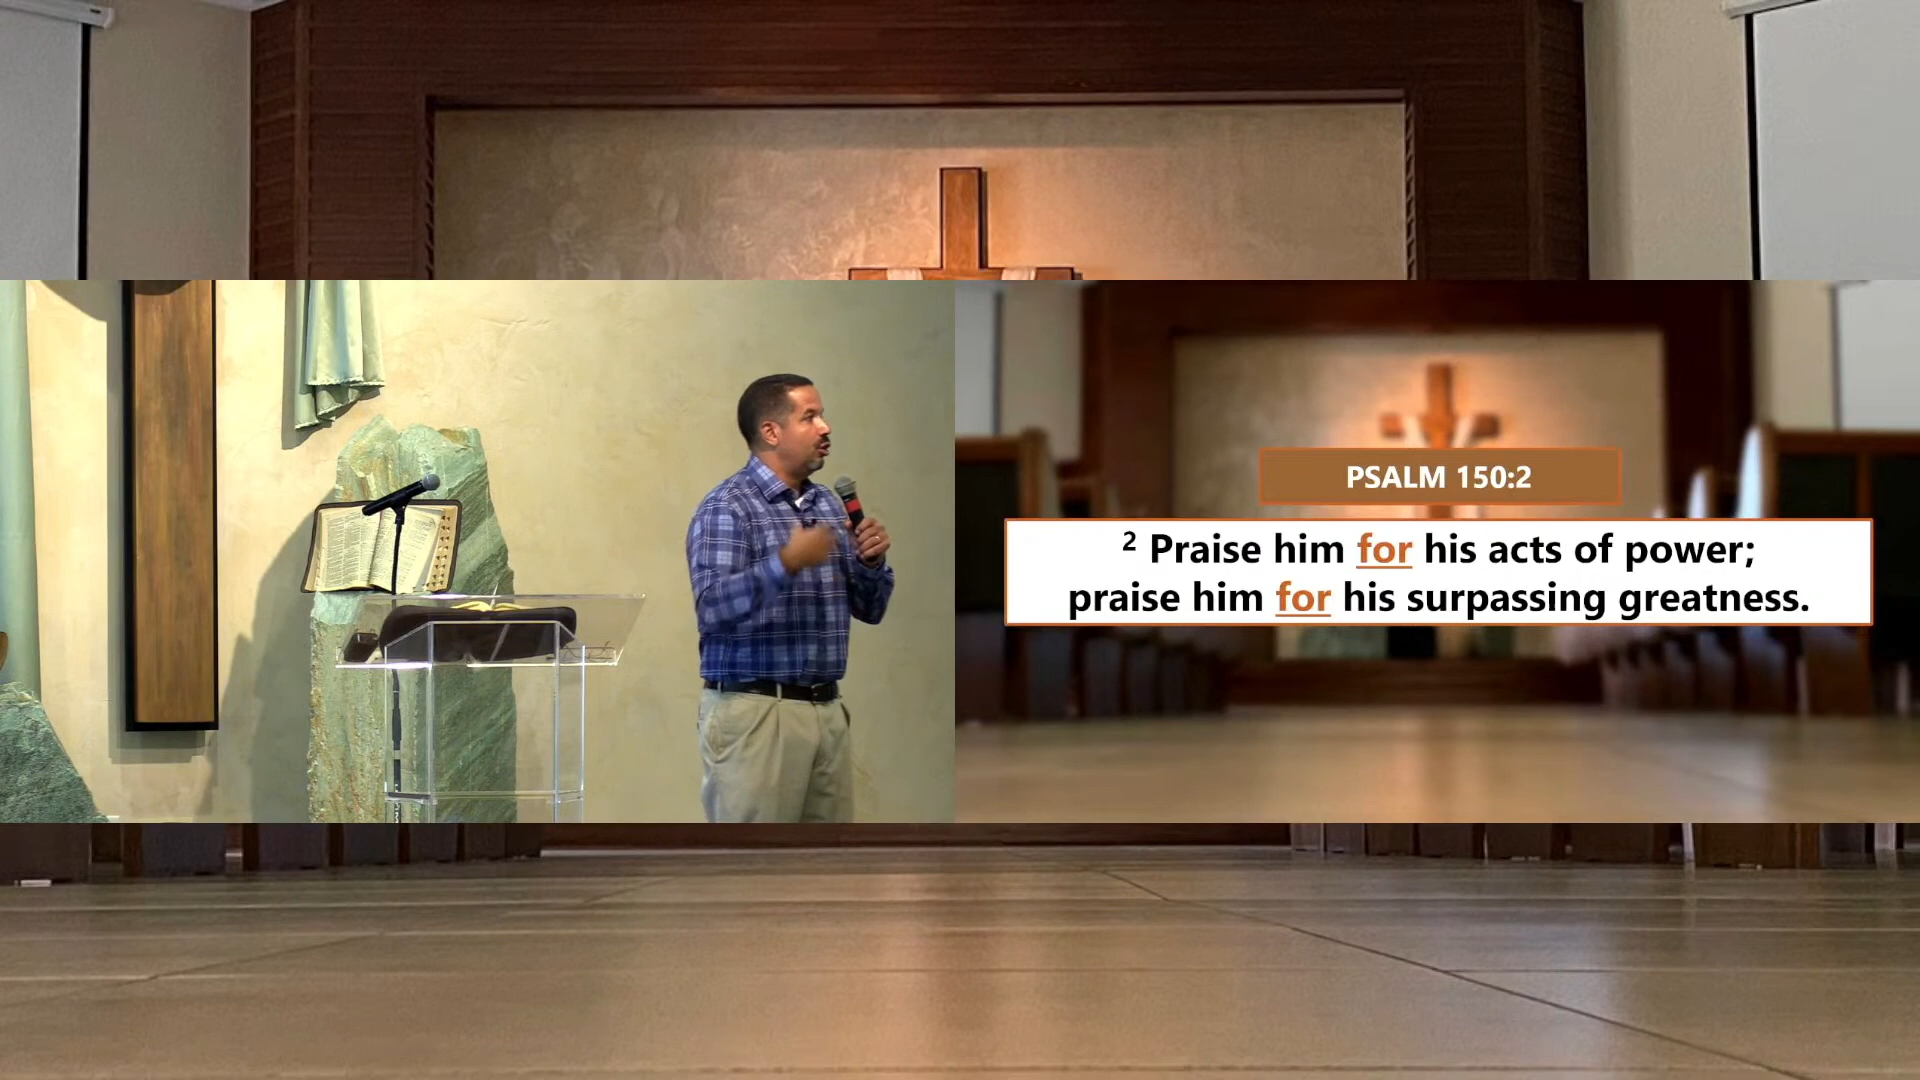 PSALM 150:2
² Praise him for his acts of power;
praise him for his surpassing greatness.